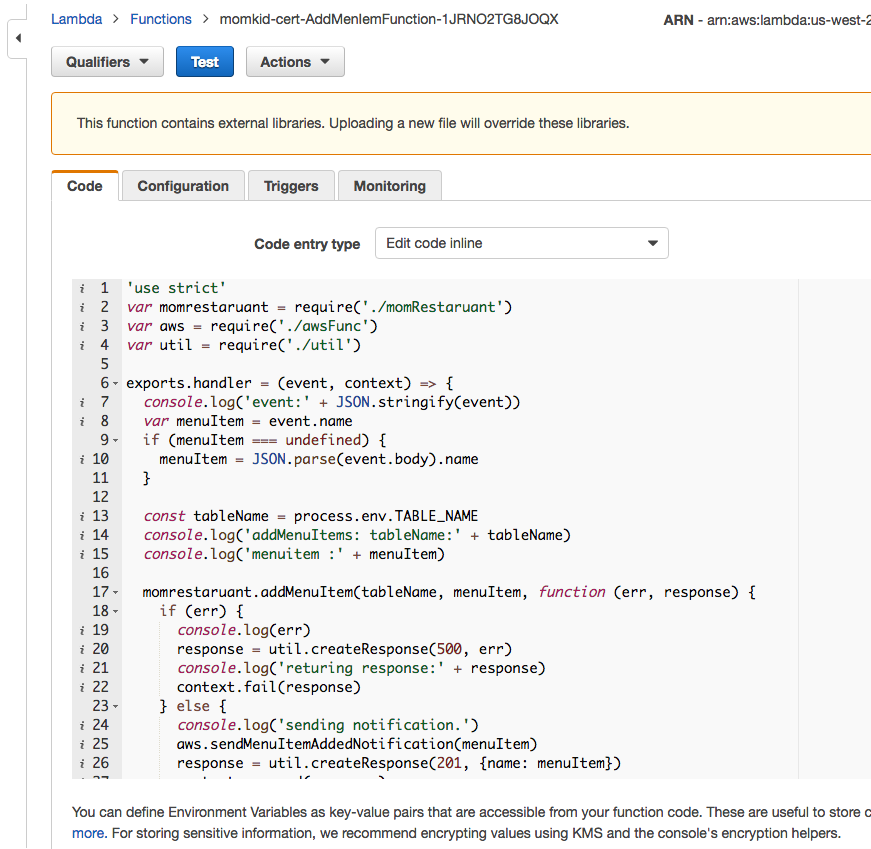 Lambda > Functions > momkid-cert-AddMenIemFunction-1JRNO2TG8JOQX
ARN - arn:aws:lambda:us-west-2
Qualifiers Test Actions
This function contains external libraries. Uploading a new file will override these libraries.
Code Configuration Triggers Monitoring
Code entry type Edit code inline
i 1 'use strict'
i 2 var momrestaruant = require('./momRestaruant')
i 3 var aws = require('./awsFunc')
i 4 var util = require('./util')
5
6 exports.handler = (event, context) => {
i 7 console.log('event:' + JSON.stringify(event))
i 8 var menuItem = event.name
9 if (menuItem === undefined) {
i 10 menuItem = JSON.parse(event.body).name
11 }
12
i 13 const tableName = process.env.TABLE_NAME
i 14 console.log('addMenuItems: tableName:' + tableName)
i 15 console.log('menuitem :' + menuItem)
16
17 momrestaruant.addMenuItem(tableName, menuItem, function (err, response) {
18 if (err) {
i 19 console.log(err)
i 20 response = util.createResponse(500, err)
i 21 console.log('returing response:' + response)
i 22 context.fail(response)
23 } else {
i 24 console.log('sending notification.')
i 25 aws.sendMenuItemAddedNotification(menuItem)
i 26 response = util.createResponse(201, {name: menuItem})
You can define Environment Variables as key-value pairs that are accessible from your function code. These are useful to store c
more. For storing sensitive information, we recommend encrypting values using KMS and the console's encryption helpers.